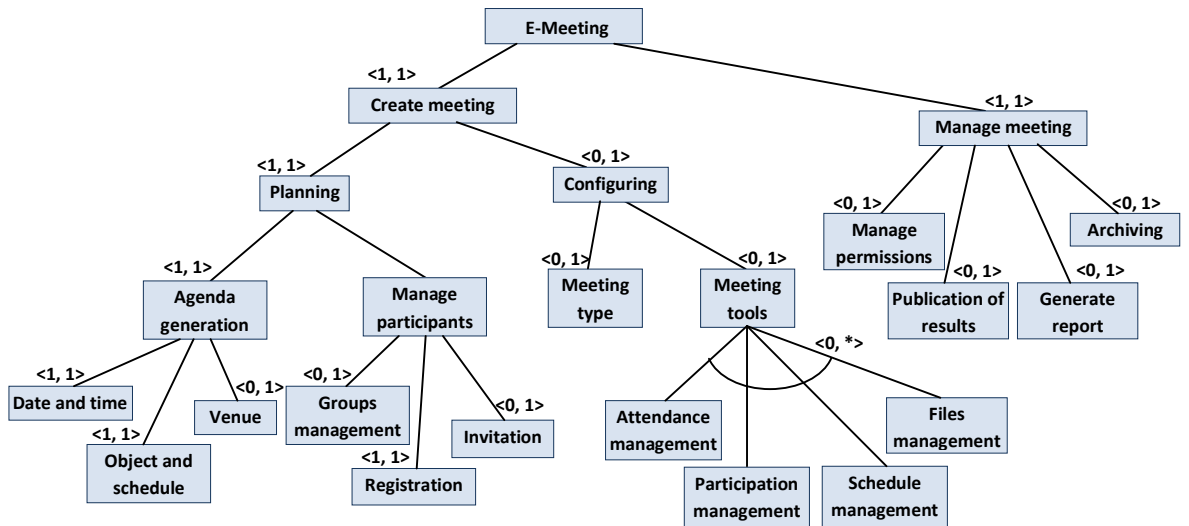 E-Meeting
<1, 1>
Create meeting
<1, 1>
Manage meeting
<1, 1>
Planning
<0, 1>
Configuring
<0, 1>
Manage
permissions
<0, 1>
Archiving
<0, 1>
Publication of
results
<0, 1>
Generate
report
<1, 1>
Agenda
generation
Manage
participants
<0, 1>
Meeting
type
<0, 1>
Meeting
tools
<0, *>
<1, 1>
Date and time
<1, 1>
Object and
schedule
<0, 1>
Venue
<0, 1>
Groups
management
<1, 1>
Registration
<0, 1>
Invitation
Attendance
management
Participation
management
Schedule
management
Files
management